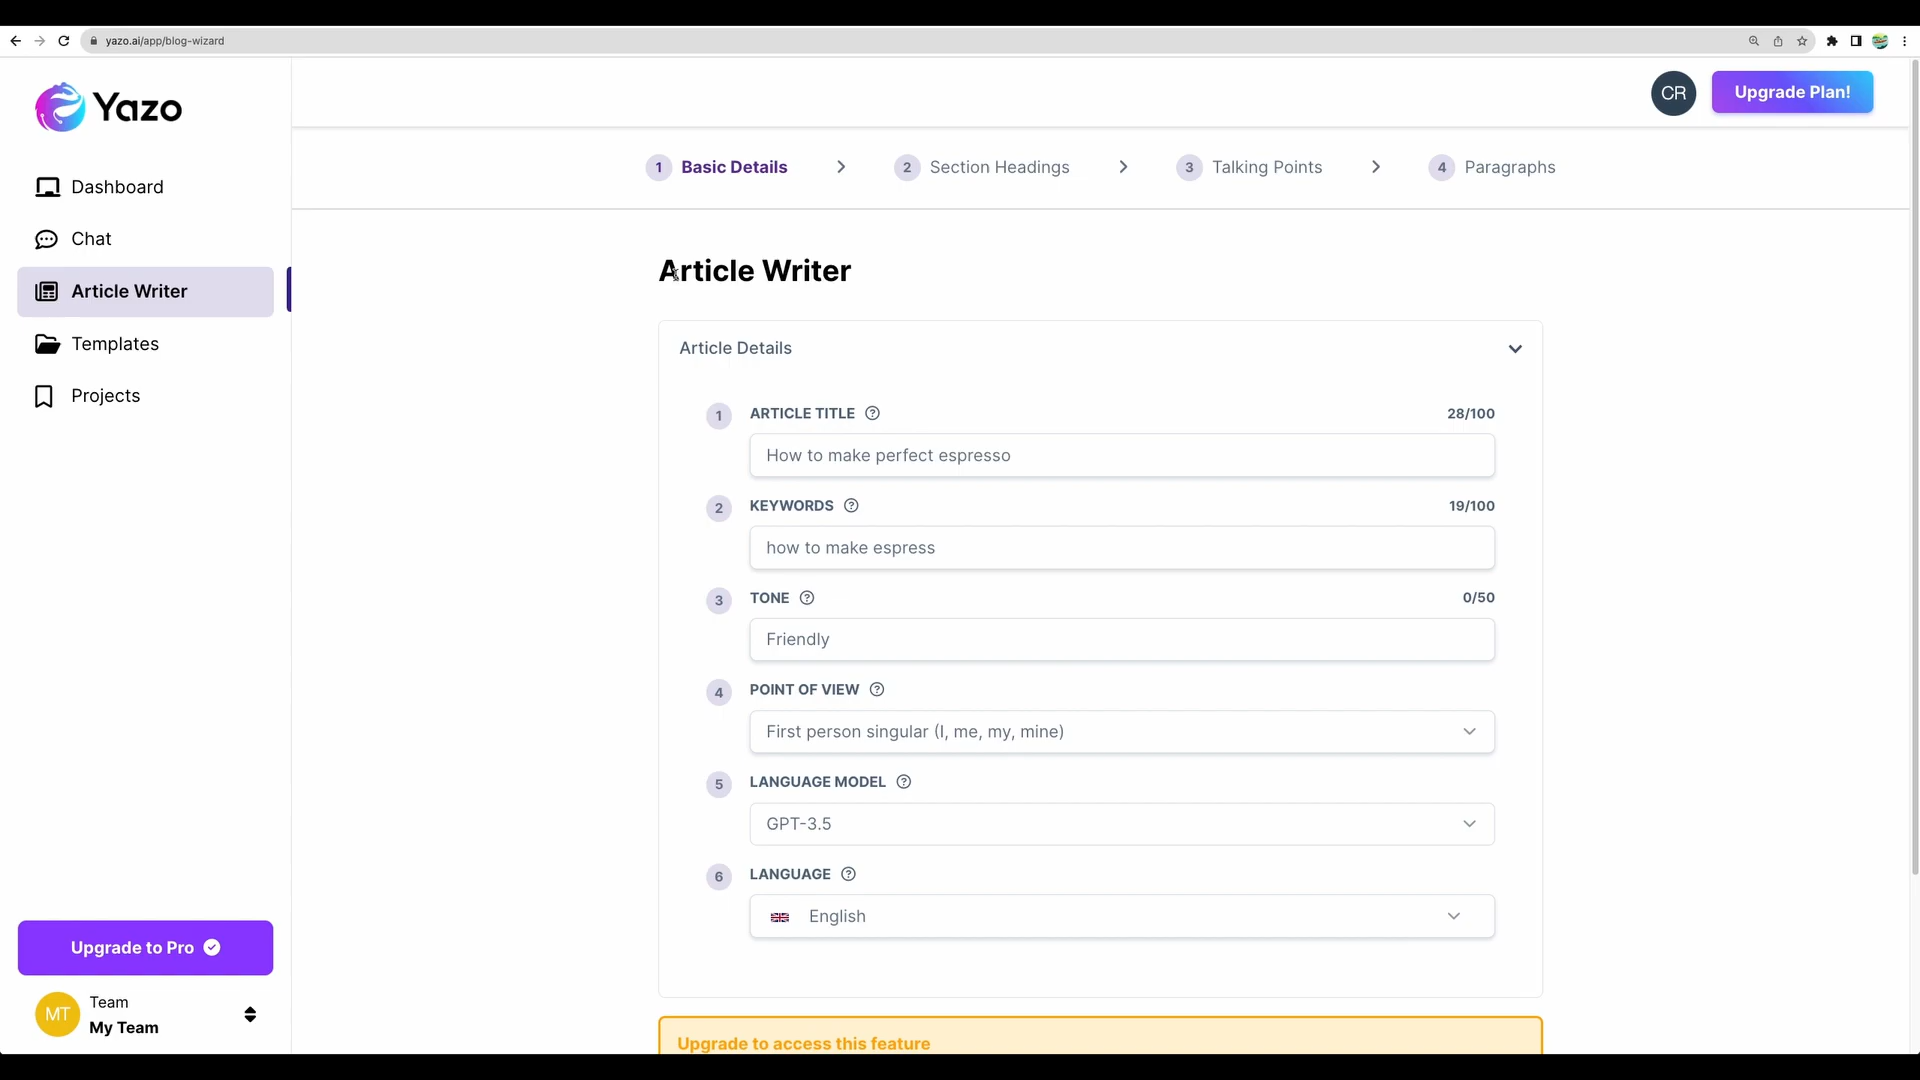 yazo.ai/app/blog-wizard
Yazo
CR
Upgrade Plan!
Dashboard
Chat
Article Writer
Templates
Projects
Upgrade to Pro
MT
Team
My Team
1 Basic Details
2 Section Headings
3 Talking Points
4 Paragraphs
Article Writer
Article Details
1 ARTICLE TITLE ? 28/100
How to make perfect espresso
2 KEYWORDS ? 19/100
how to make espress
3 TONE ? 0/50
Friendly
4 POINT OF VIEW ?
First person singular (I, me, my, mine)
5 LANGUAGE MODEL ?
GPT-3.5
6 LANGUAGE ?
English
Upgrade to access this feature